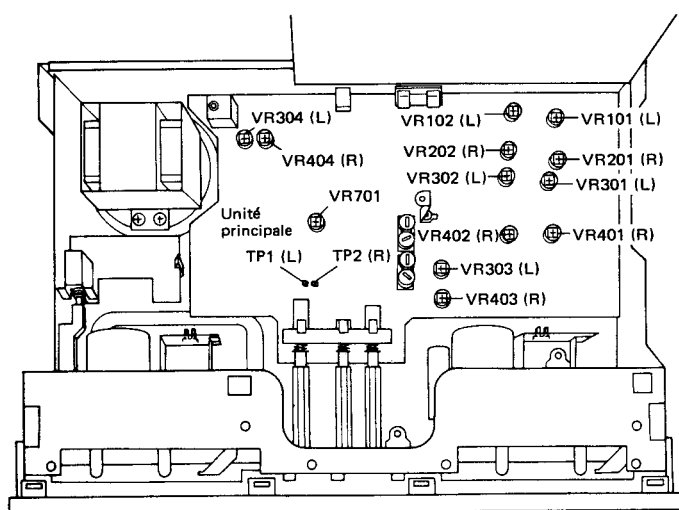 VR304 (L)
VR404 (R)
VR102 (L)
VR101 (L)
VR202 (R)
VR201 (R)
VR302 (L)
VR301 (L)
VR701
Unité
principale
VR402 (R)
VR401 (R)
TP1 (L)
TP2 (R)
VR303 (L)
VR403 (R)